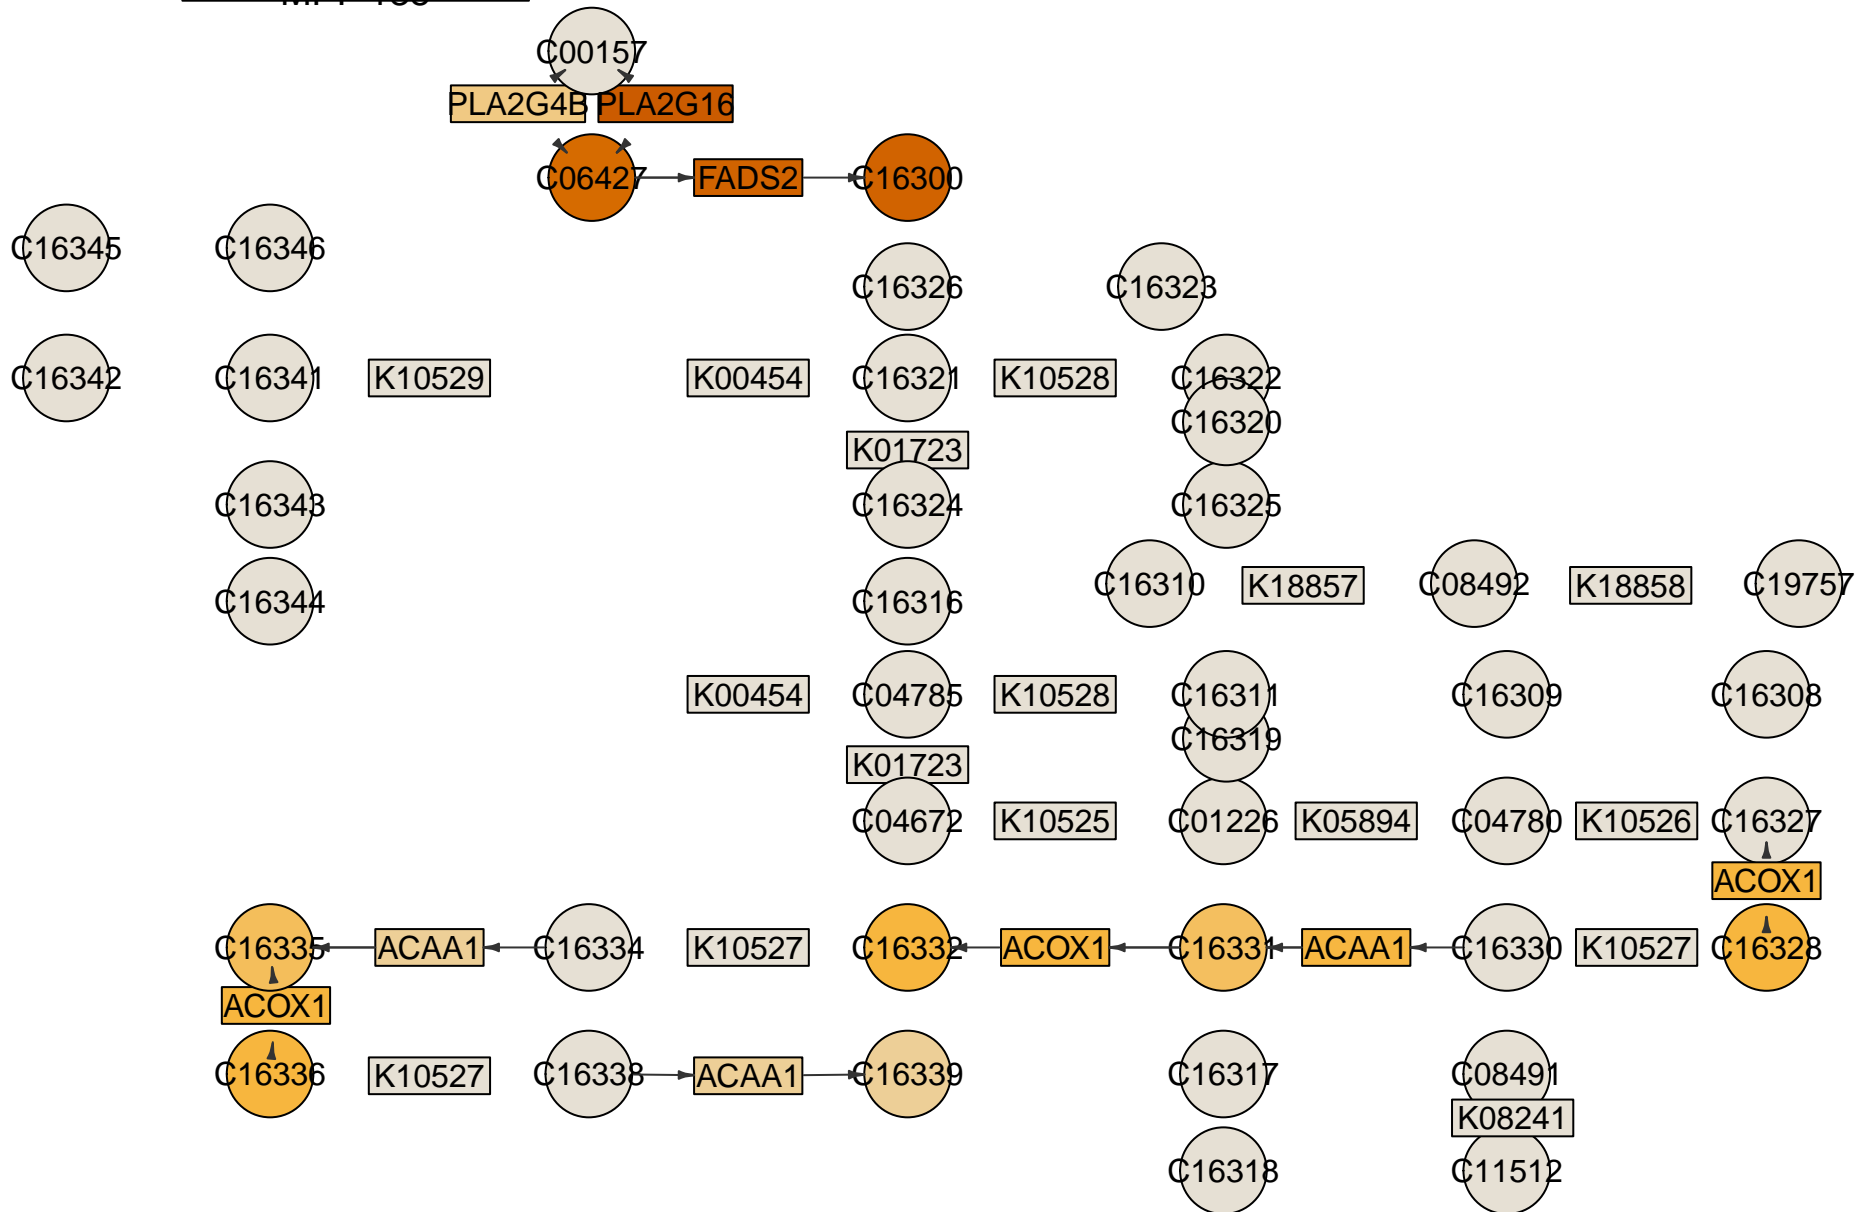 C00157
PLA2G4B PLA2G16
C06427 FADS2 C16300
C16345 C16346
C16326 C16323
C16342 C16341 K10529 K00454 C16321 K10528 C16322
C16320
K01723
C16343 C16324 C16325
C16310 K18857 C08492 K18858 C19757
C16344 C16316
K00454 C04785 K10528 C16311 C16309 C16308
C16319
K01723
C04672 K10525 C01226 K05894 C04780 K10526 C16327
ACOX1
C16335 ACAA1 C16334 K10527 C16332 ACOX1 C16331 ACAA1 C16330 K10527 C16328
ACOX1
C16336 K10527 C16338 ACAA1 C16339 C16317 C08491
K08241
C16318 C11512